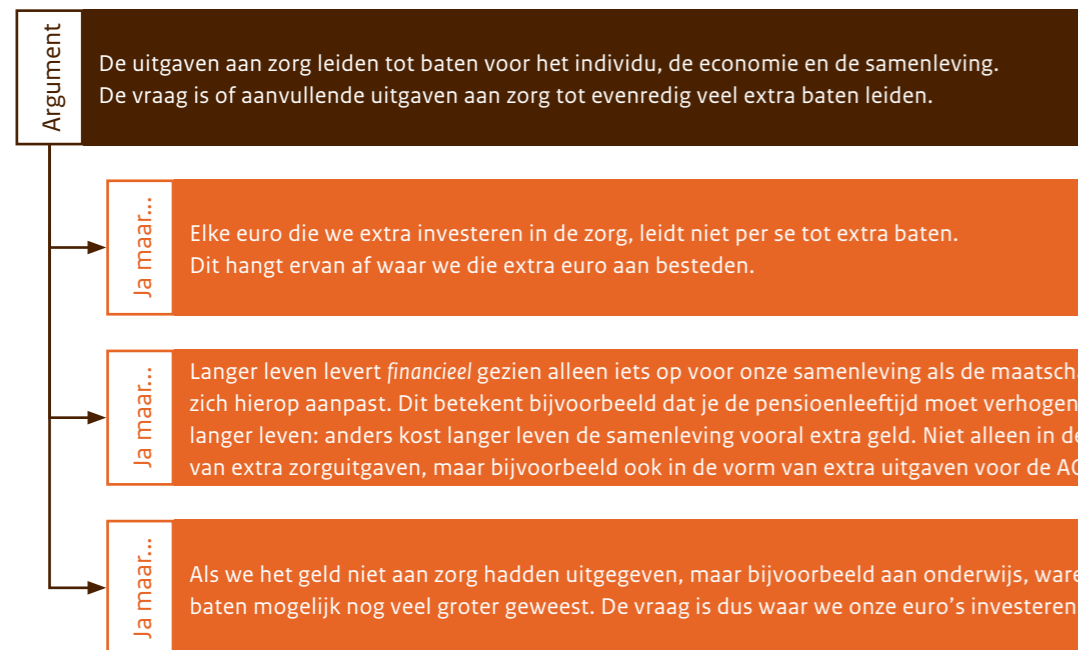 Argument
De uitgaven aan zorg leiden tot baten voor het individu, de economie en de samenleving.
De vraag is of aanvullende uitgaven aan zorg tot evenredig veel extra baten leiden.
Ja maar...
Elke euro die we extra investeren in de zorg, leidt niet per se tot extra baten.
Dit hangt ervan af waar we die extra euro aan besteden.
Ja maar...
Langer leven levert financieel gezien alleen iets op voor onze samenleving als de
zich hierop aanpast. Dit betekent bijvoorbeeld dat je de pensioenleeftijd moet verhogen
langer leven: anders kost langer leven de samenleving vooral extra geld. Niet alleen in
van extra zorguitgaven, maar bijvoorbeeld ook in de vorm van extra uitgaven voor de
Ja maar...
Als we het geld niet aan zorg hadden uitgegeven, maar bijvoorbeeld aan onderwijs,
baten mogelijk nog veel groter geweest. De vraag is dus waar we onze euro's investeren